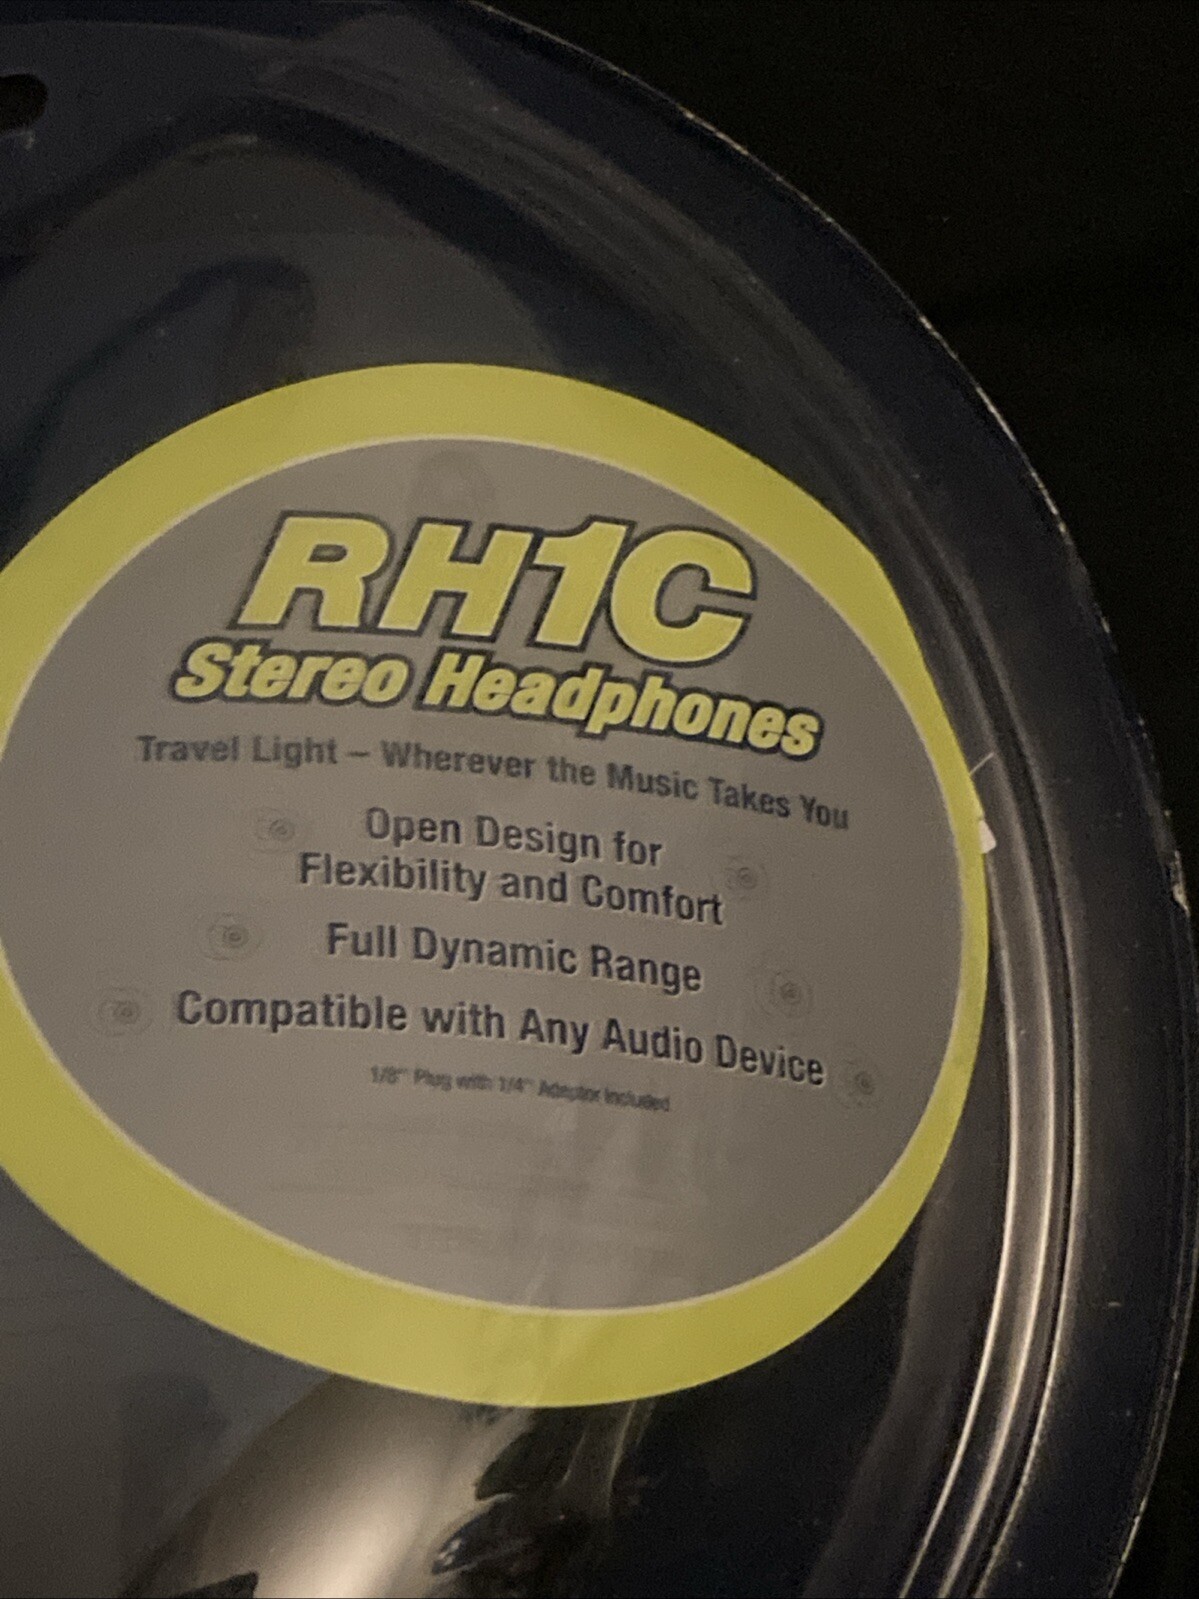 RH1C
Stereo Headphones
Travel Light – Wherever the Music Takes You
Open Design for
Flexibility and Comfort
Full Dynamic Range
Compatible with Any Audio Device
1/8" Plug with 1/4" Adaptor Included